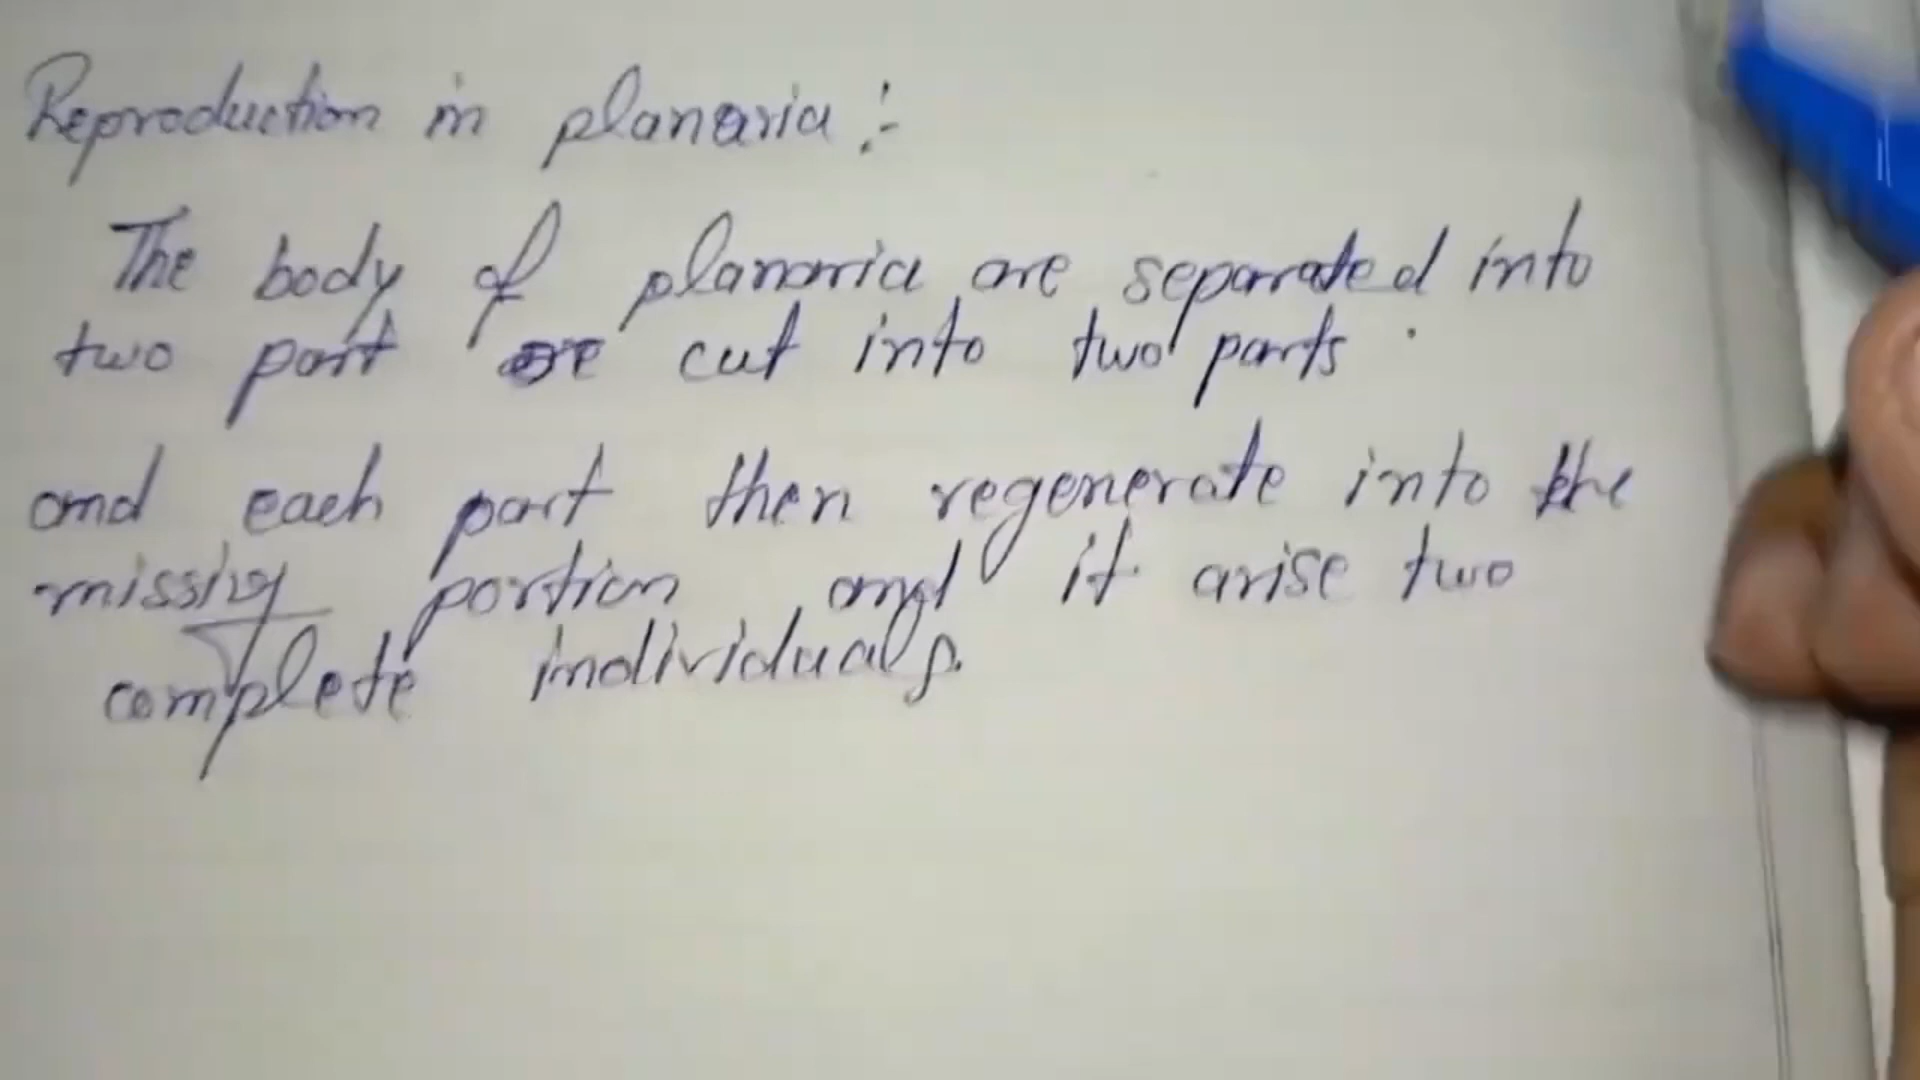 Reproduction in planaria :-
The body of planaria are separated into
two part or cut into two parts.
and each part then regenerate into the
missing portion and it arise two
complete individuals.